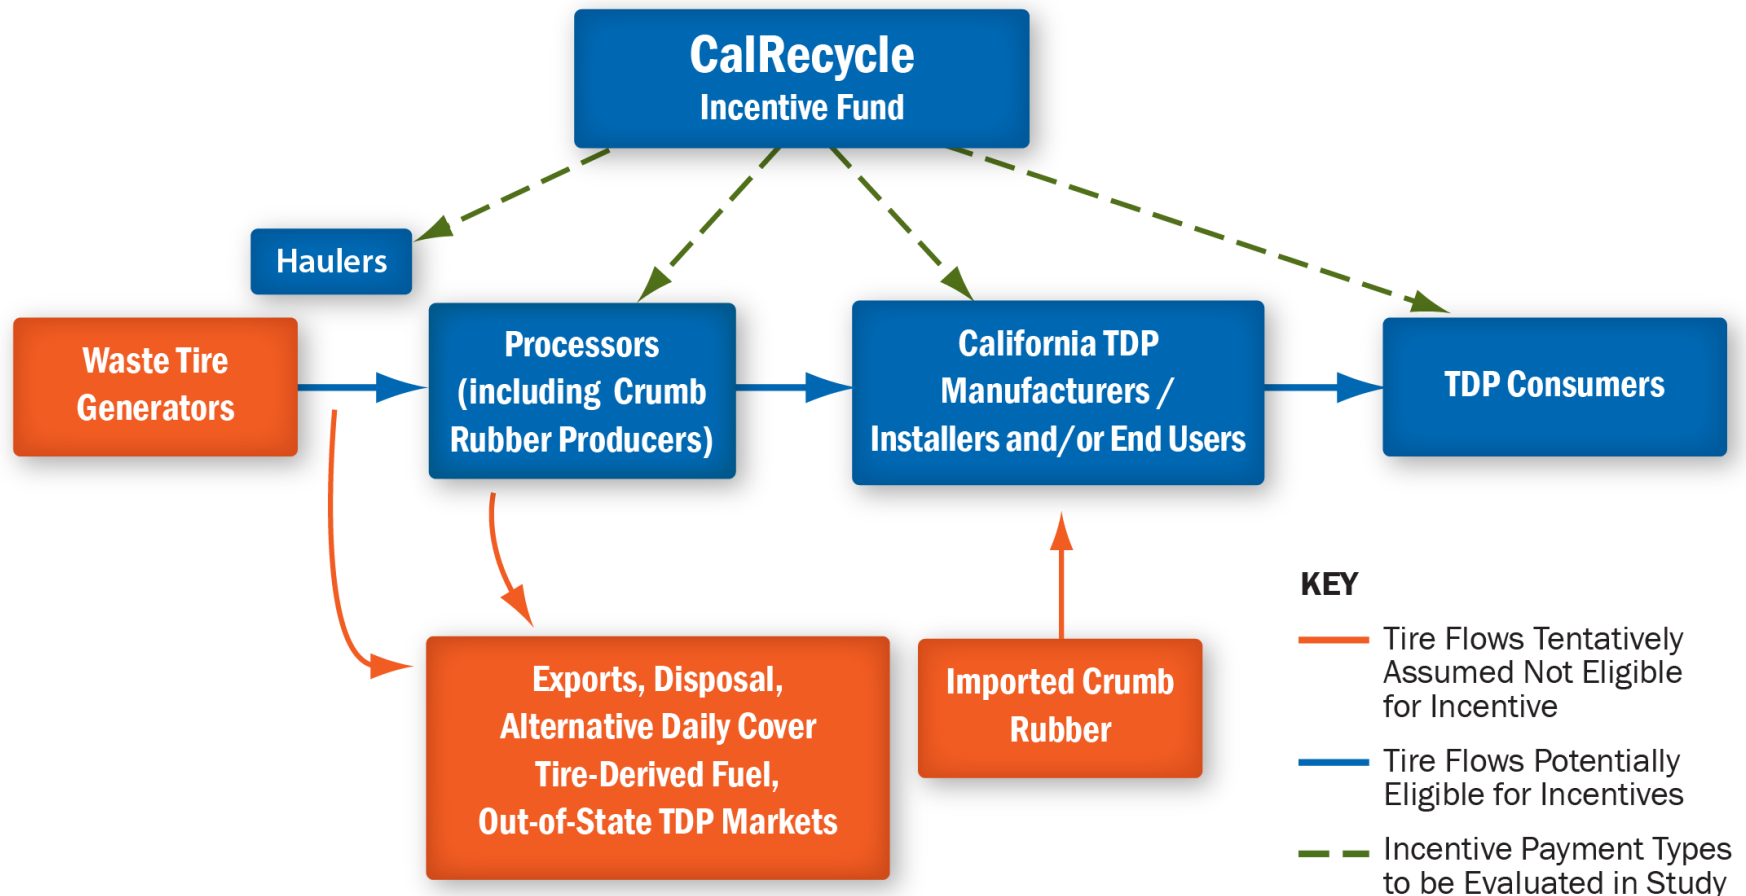 CalRecycle
Incentive Fund
Haulers
Waste Tire
Generators
Processors
(including Crumb
Rubber Producers)
California TDP
Manufacturers /
Installers and/or End Users
TDP Consumers
Exports, Disposal,
Alternative Daily Cover
Tire-Derived Fuel,
Out-of-State TDP Markets
Imported Crumb
Rubber
KEY
Tire Flows Tentatively
Assumed Not Eligible
for Incentive
Tire Flows Potentially
Eligible for Incentives
Incentive Payment Types
to be Evaluated in Study